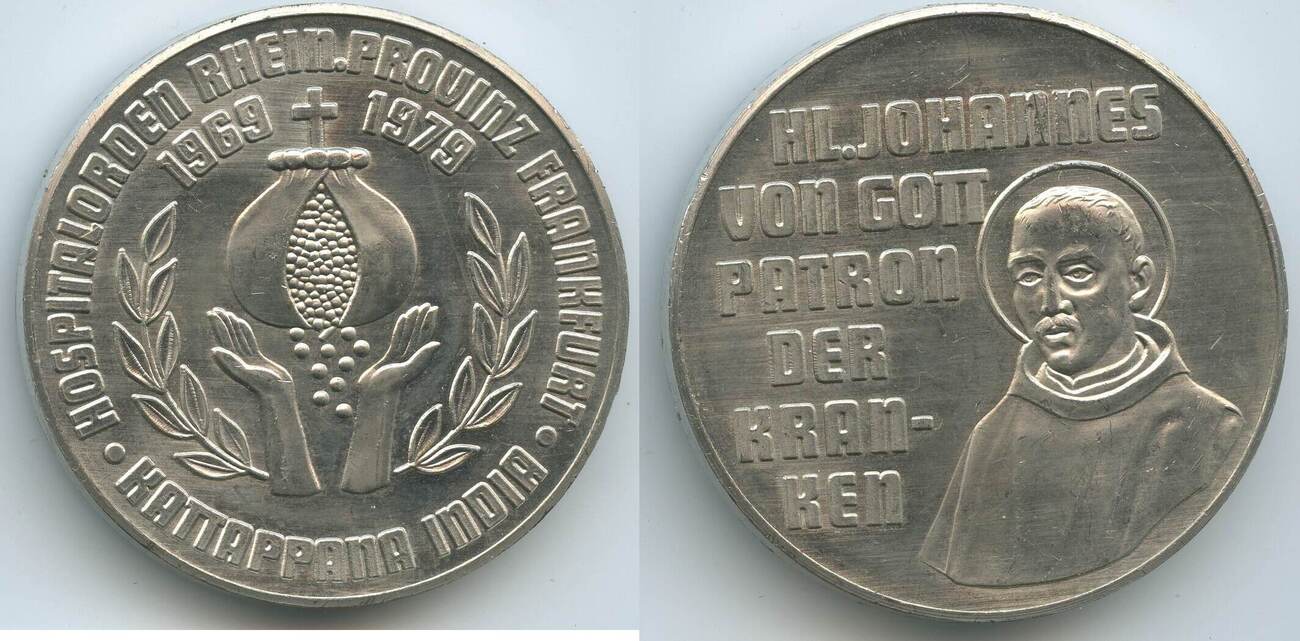 HOSPITALORDEN RHEIN.PROVINZ FRANKFURT
1969 1979
• KATTAPPANA INDIA •
HL.JOHANNES
VON GOTT
PATRON
DER
KRAN-
KEN